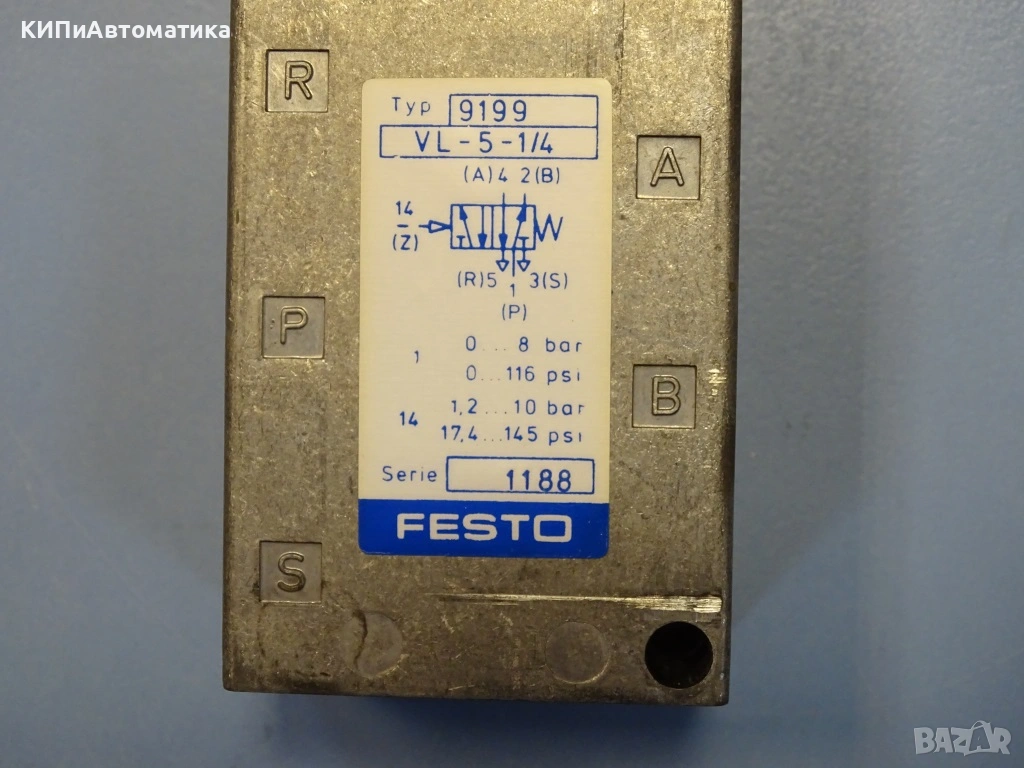 КИПиАвтоматика
R
Typ 9199
VL-5-1/4
A
(A)4 2(B)
14
(Z)
(R)5 1 3(S)
(P)
P
1 0...8 bar
0...116 psi
B
14 1,2...10 bar
17,4...145 psi
Serie 1188
FESTO
S
BAZAR